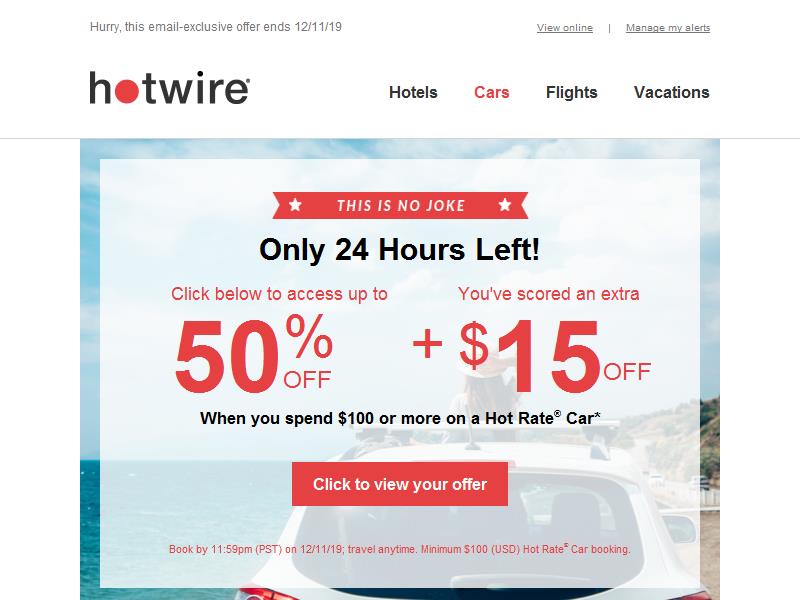 Hurry, this email-exclusive offer ends 12/11/19
View online | Manage my alerts
hotwire®
Hotels Cars Flights Vacations
THIS IS NO JOKE
Only 24 Hours Left!
Click below to access up to
50% OFF
+
You've scored an extra
$15 OFF
When you spend $100 or more on a Hot Rate® Car*
Click to view your offer
Book by 11:59pm (PST) on 12/11/19; travel anytime. Minimum $100 (USD) Hot Rate® Car booking.